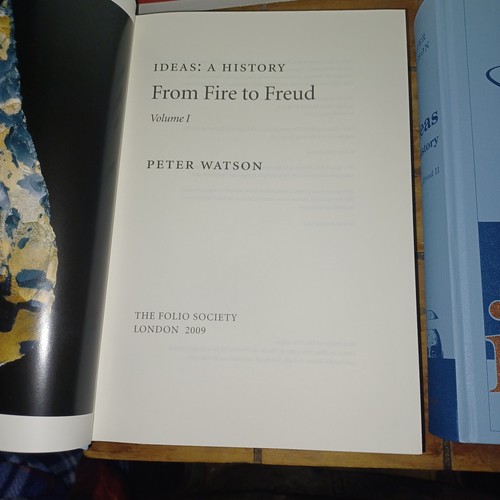 IDEAS: A HISTORY
From Fire to Freud
Volume I
PETER WATSON
THE FOLIO SOCIETY
LONDON 2009